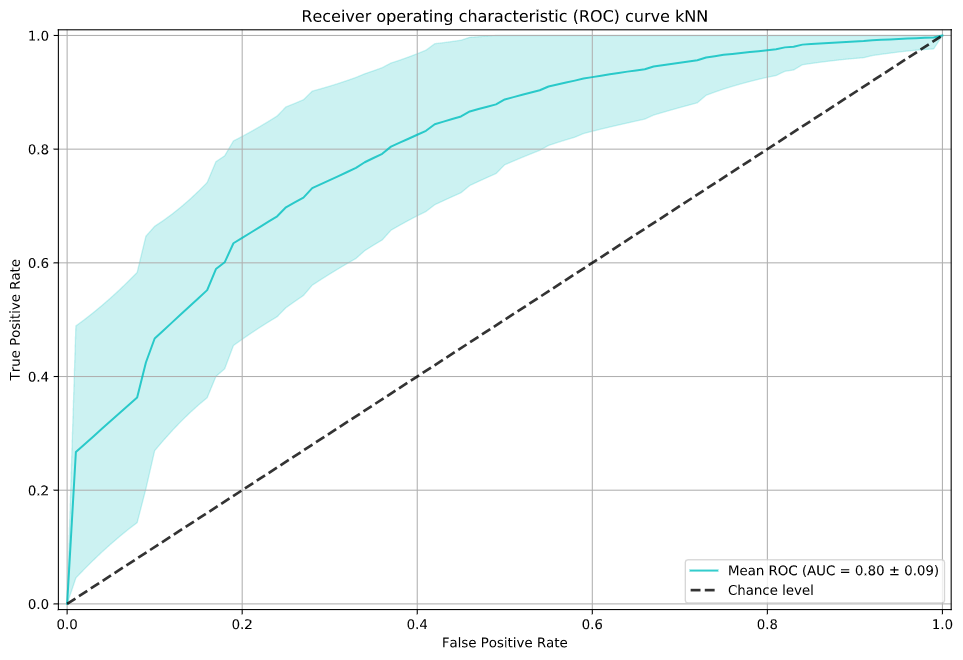 Receiver operating characteristic (ROC) curve kNN
1.0
0.8
0.6
0.4
0.2
0.0
True Positive Rate
0.0 0.2 0.4 0.6 0.8 1.0
False Positive Rate
Mean ROC (AUC = 0.80 ± 0.09)
Chance level